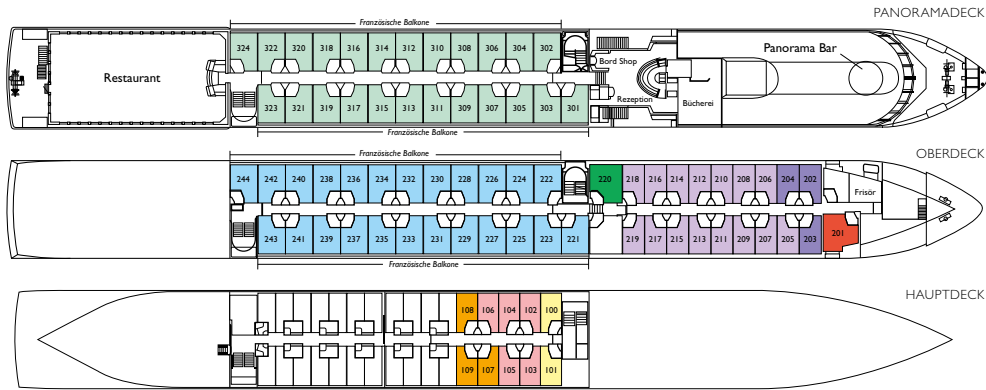 PANORAMADECK
Französische Balkone
324 322 320 318 316 314 312 310 308 306 304 302
Restaurant
Bord Shop
Panorama Bar
Rezeption
Bücherei
323 321 319 317 315 313 311 309 307 305 303 301
Französische Balkone
OBERDECK
Französische Balkone
244 242 240 238 236 234 232 230 228 226 224 222 220 218 216 214 212 210 208 206 204 202
Frisör
243 241 239 237 235 233 231 229 227 225 223 221 219 217 215 213 211 209 207 205 203 201
Französische Balkone
HAUPTDECK
108 106 104 102 100
109 107 105 103 101